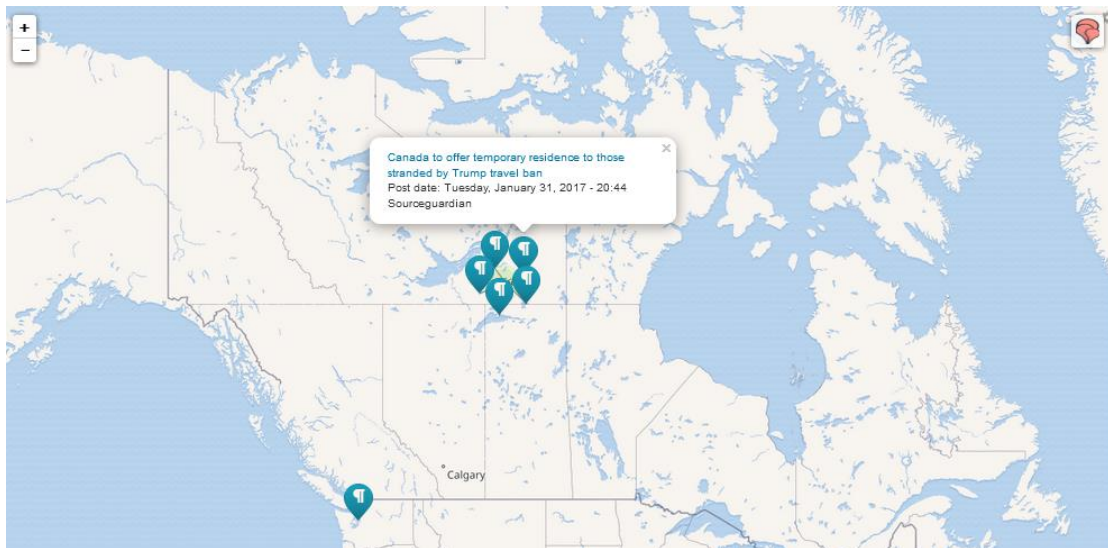 +
−
Canada to offer temporary residence to those
stranded by Trump travel ban
Post date: Tuesday, January 31, 2017 - 20:44
Sourceguardian
×
¶
¶
¶
¶
¶
Calgary
¶